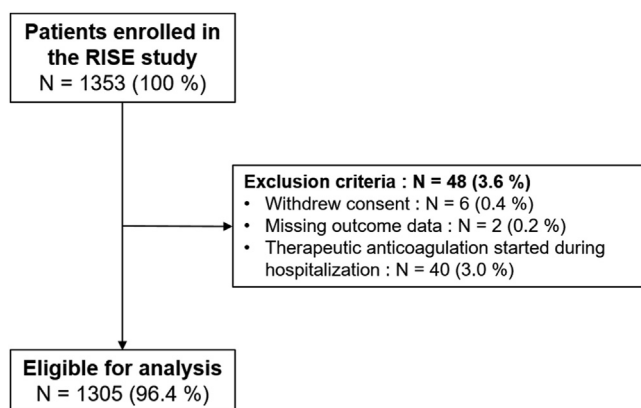 Patients enrolled in
the RISE study
N = 1353 (100 %)
Exclusion criteria : N = 48 (3.6 %)
• Withdrew consent : N = 6 (0.4 %)
• Missing outcome data : N = 2 (0.2 %)
• Therapeutic anticoagulation started during
hospitalization : N = 40 (3.0 %)
Eligible for analysis
N = 1305 (96.4 %)